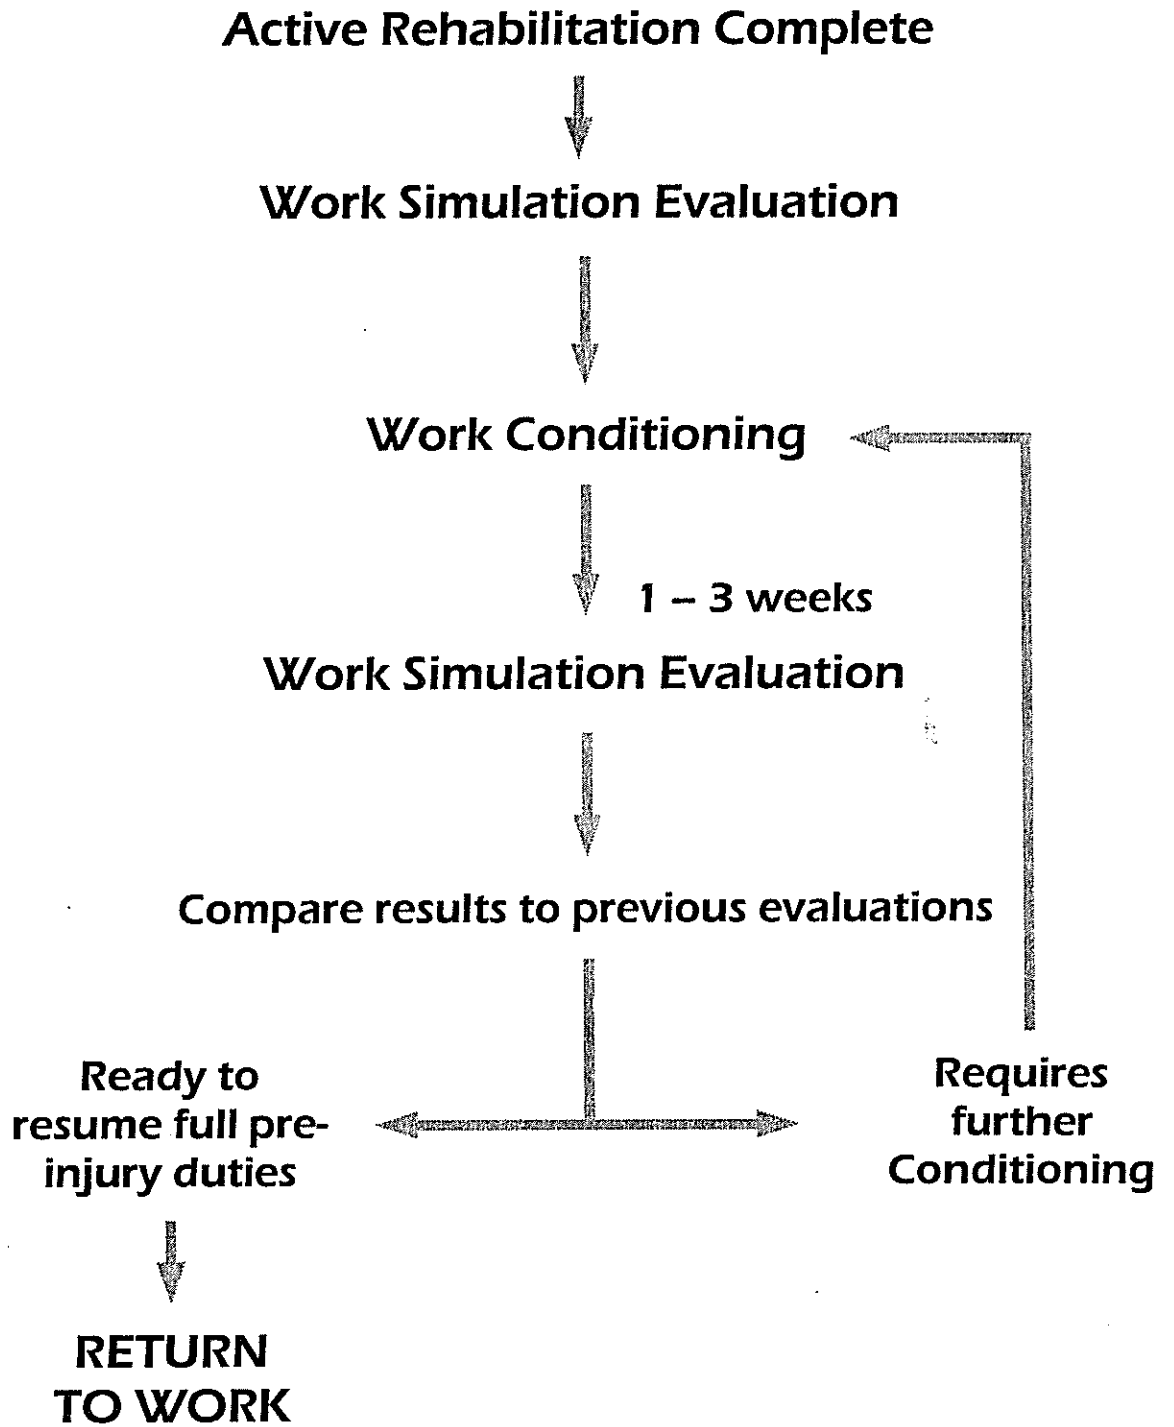 Active Rehabilitation Complete
Work Simulation Evaluation
Work Conditioning
1 – 3 weeks
Work Simulation Evaluation
Compare results to previous evaluations
Ready to
resume full pre-
injury duties
Requires
further
Conditioning
RETURN
TO WORK